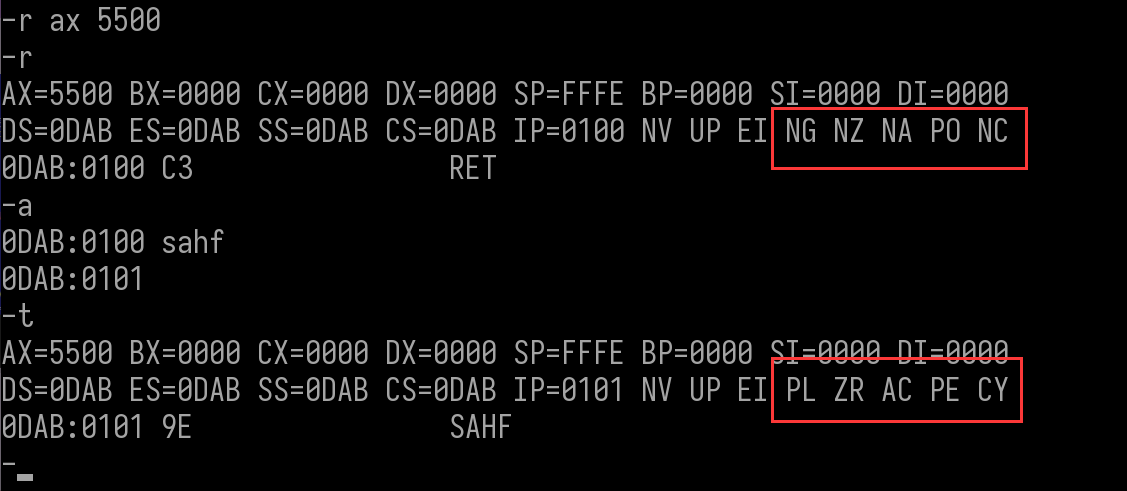 -r ax 5500
-r
AX=5500 BX=0000 CX=0000 DX=0000 SP=FFFE BP=0000 SI=0000 DI=0000
DS=0DAB ES=0DAB SS=0DAB CS=0DAB IP=0100 NV UP EI NG NZ NA PO NC
0DAB:0100 C3                RET
-a
0DAB:0100 sahf
0DAB:0101
-t
AX=5500 BX=0000 CX=0000 DX=0000 SP=FFFE BP=0000 SI=0000 DI=0000
DS=0DAB ES=0DAB SS=0DAB CS=0DAB IP=0101 NV UP EI PL ZR AC PE CY
0DAB:0101 9E                SAHF
-